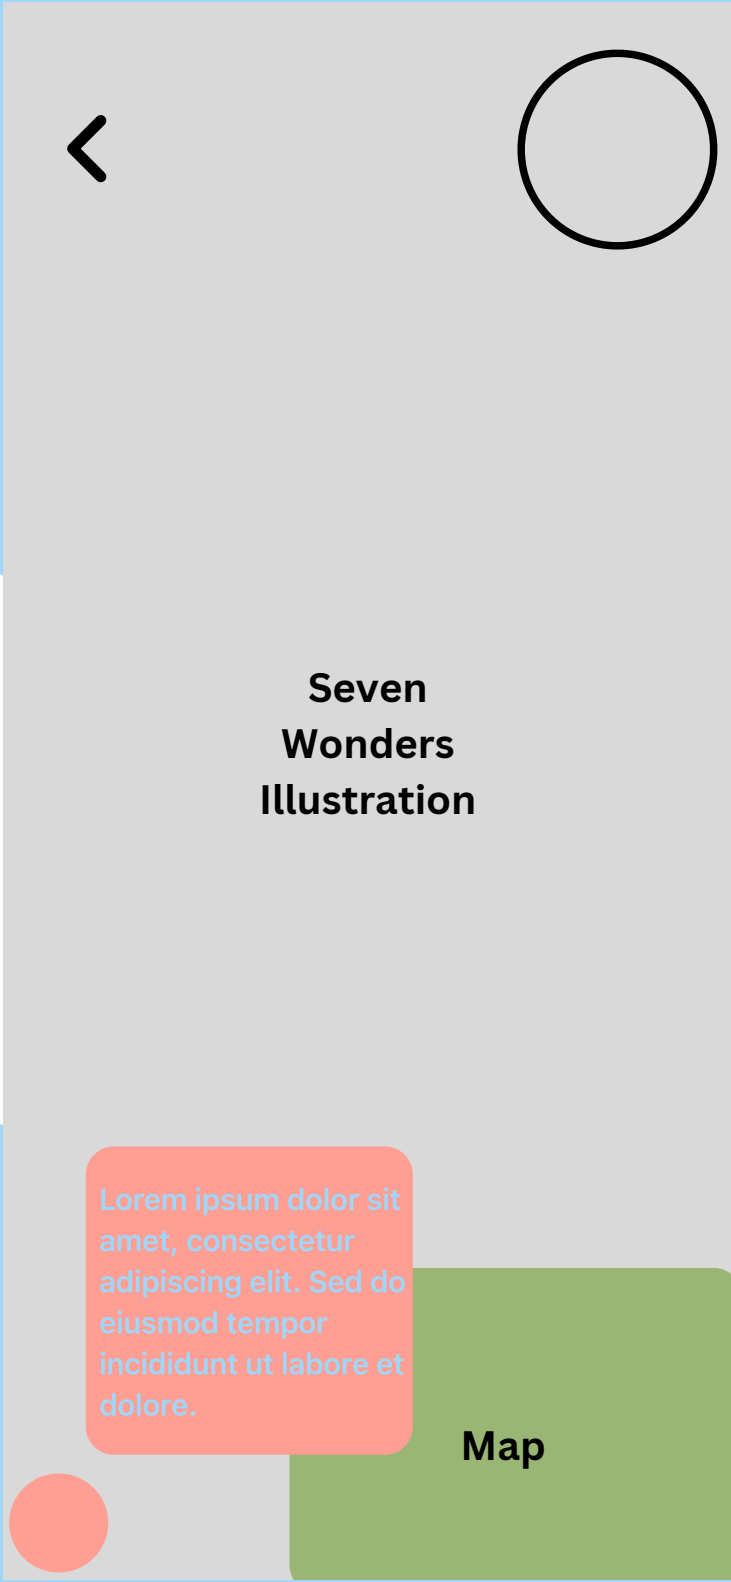 Seven
Wonders
Illustration
Lorem ipsum dolor sit
amet, consectetur
adipiscing elit. Sed do
eiusmod tempor
incididunt ut labore et
dolore.
Map